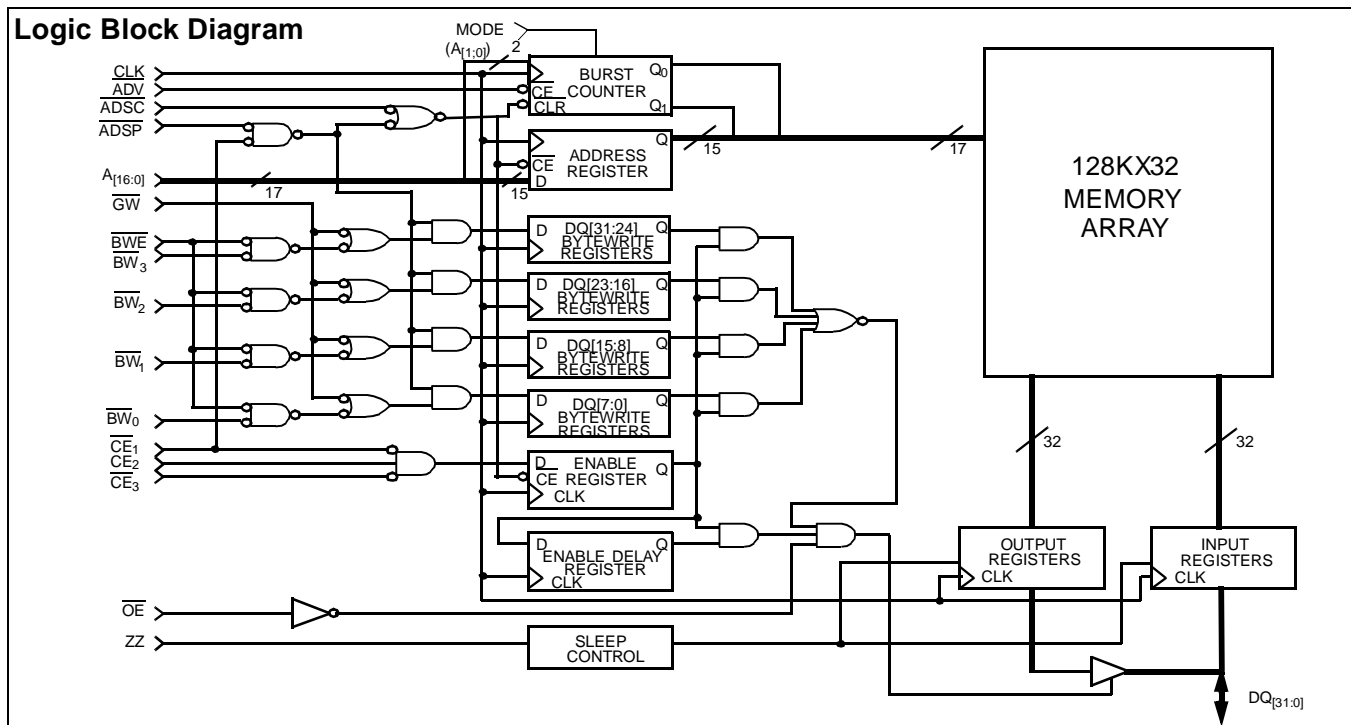 Logic Block Diagram
MODE
(A[1;0])
2
CLK
ADV
ADSC
ADSP
A[16:0]
17
GW
BWE
BW3
BW2
BW1
BW0
CE1
CE2
CE3
OE
ZZ
BURST
COUNTER
CE
CLR
Q0
Q1
ADDRESS
REGISTER
CE
D
Q
15
15
17
128KX32
MEMORY
ARRAY
D
DQ[31:24]
BYTEWRITE
REGISTERS
Q
D
DQ[23:16]
BYTEWRITE
REGISTERS
Q
D
DQ[15:8]
BYTEWRITE
REGISTERS
Q
D
DQ[7:0]
BYTEWRITE
REGISTERS
Q
D ENABLE Q
CE REGISTER
CLK
D Q
ENABLE DELAY
REGISTER
CLK
SLEEP
CONTROL
32
32
OUTPUT
REGISTERS
CLK
INPUT
REGISTERS
CLK
DQ[31:0]